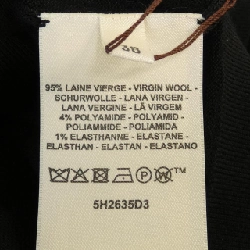 38
95% LAINE VIERGE - VIRGIN WOOL -
SCHURWOLLE - LANA VIRGEN -
LANA VERGINE - LÃ VIRGEM
4% POLYAMIDE - POLYAMID -
POLIAMMIDE - POLIAMIDA
1% ELASTHANNE - ELASTANE -
ELASTHAN - ELASTAN - ELASTANO
P W
5H2635D3